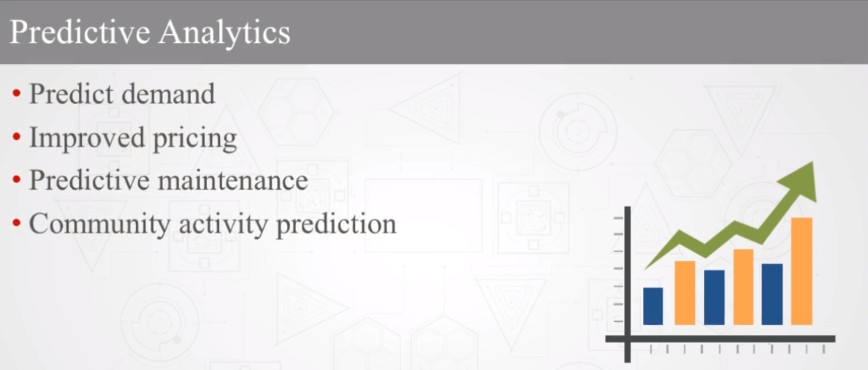 Predictive Analytics
• Predict demand
• Improved pricing
• Predictive maintenance
• Community activity prediction